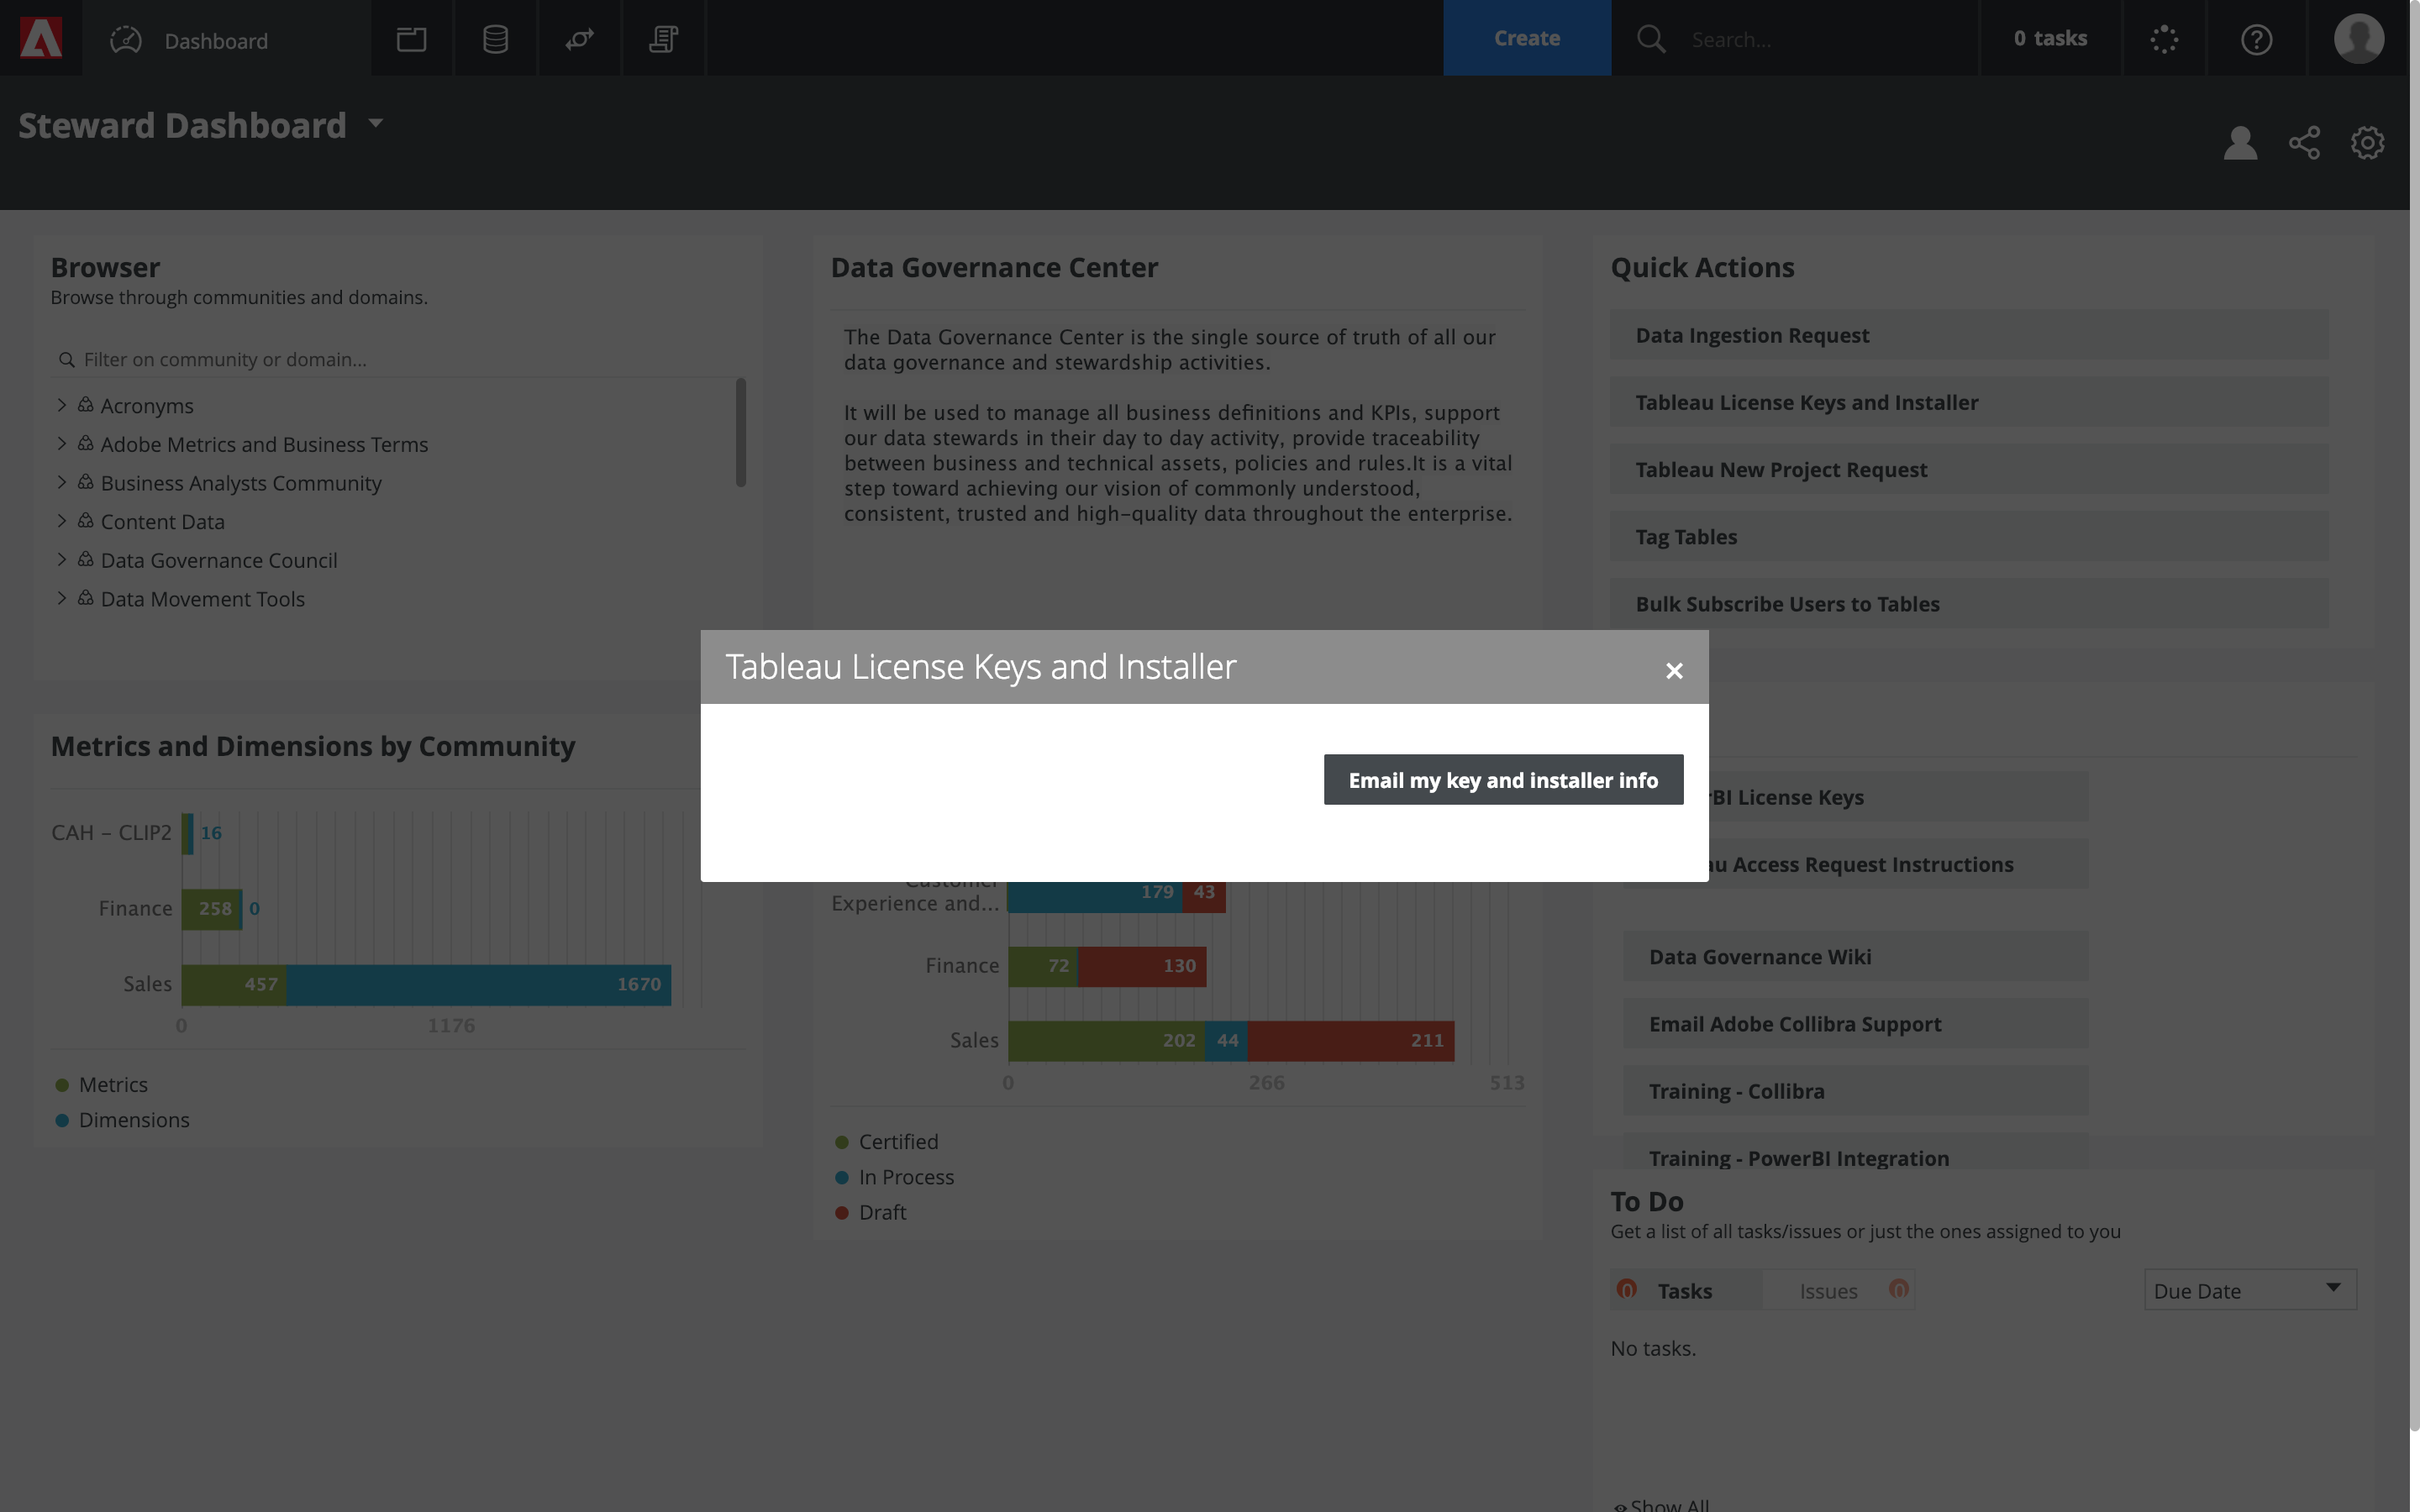 Dashboard
Create
Search...
0 tasks
Steward Dashboard
Browser
Browse through communities and domains.
Filter on community or domain...
Acronyms
Adobe Metrics and Business Terms
Business Analysts Community
Content Data
Data Governance Council
Data Movement Tools
Data Governance Center
The Data Governance Center is the single source of truth of all our
data governance and stewardship activities.
It will be used to manage all business definitions and KPIs, support
our data stewards in their day to day activity, provide traceability
between business and technical assets, policies and rules.It is a vital
step toward achieving our vision of commonly understood,
consistent, trusted and high-quality data throughout the enterprise.
Quick Actions
Data Ingestion Request
Tableau License Keys and Installer
Tableau New Project Request
Tag Tables
Bulk Subscribe Users to Tables
Tableau License Keys and Installer
×
Email my key and installer info
Metrics and Dimensions by Community
CAH - CLIP2 16
Finance 258 0
Sales 457 1670
0 1176
Metrics
Dimensions
Customer
Experience and... 179 43
Finance 72 130
Sales 202 44 211
0 266 513
Certified
In Process
Draft
BI License Keys
Access Request Instructions
Data Governance Wiki
Email Adobe Collibra Support
Training - Collibra
Training - PowerBI Integration
To Do
Get a list of all tasks/issues or just the ones assigned to you
0 Tasks Issues 0
Due Date
No tasks.
Show All